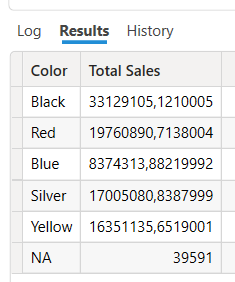 Log Results History
Color Total Sales
Black 33129105,1210005
Red 19760890,7138004
Blue 8374313,88219992
Silver 17005080,8387999
Yellow 16351135,6519001
NA 39591